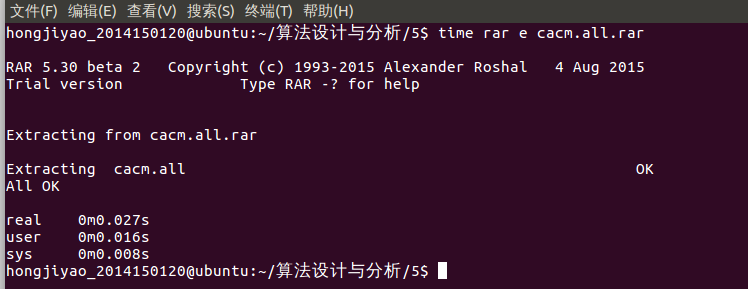 文件(F) 编辑(E) 查看(V) 搜索(S) 终端(T) 帮助(H)
hongjiyao_2014150120@ubuntu:~/算法设计与分析/5$ time rar e cacm.all.rar
RAR 5.30 beta 2   Copyright (c) 1993-2015 Alexander Roshal   4 Aug 2015
Trial version             Type RAR -? for help
Extracting from cacm.all.rar
Extracting  cacm.all                                                  OK
All OK
real    0m0.027s
user    0m0.016s
sys     0m0.008s
hongjiyao_2014150120@ubuntu:~/算法设计与分析/5$